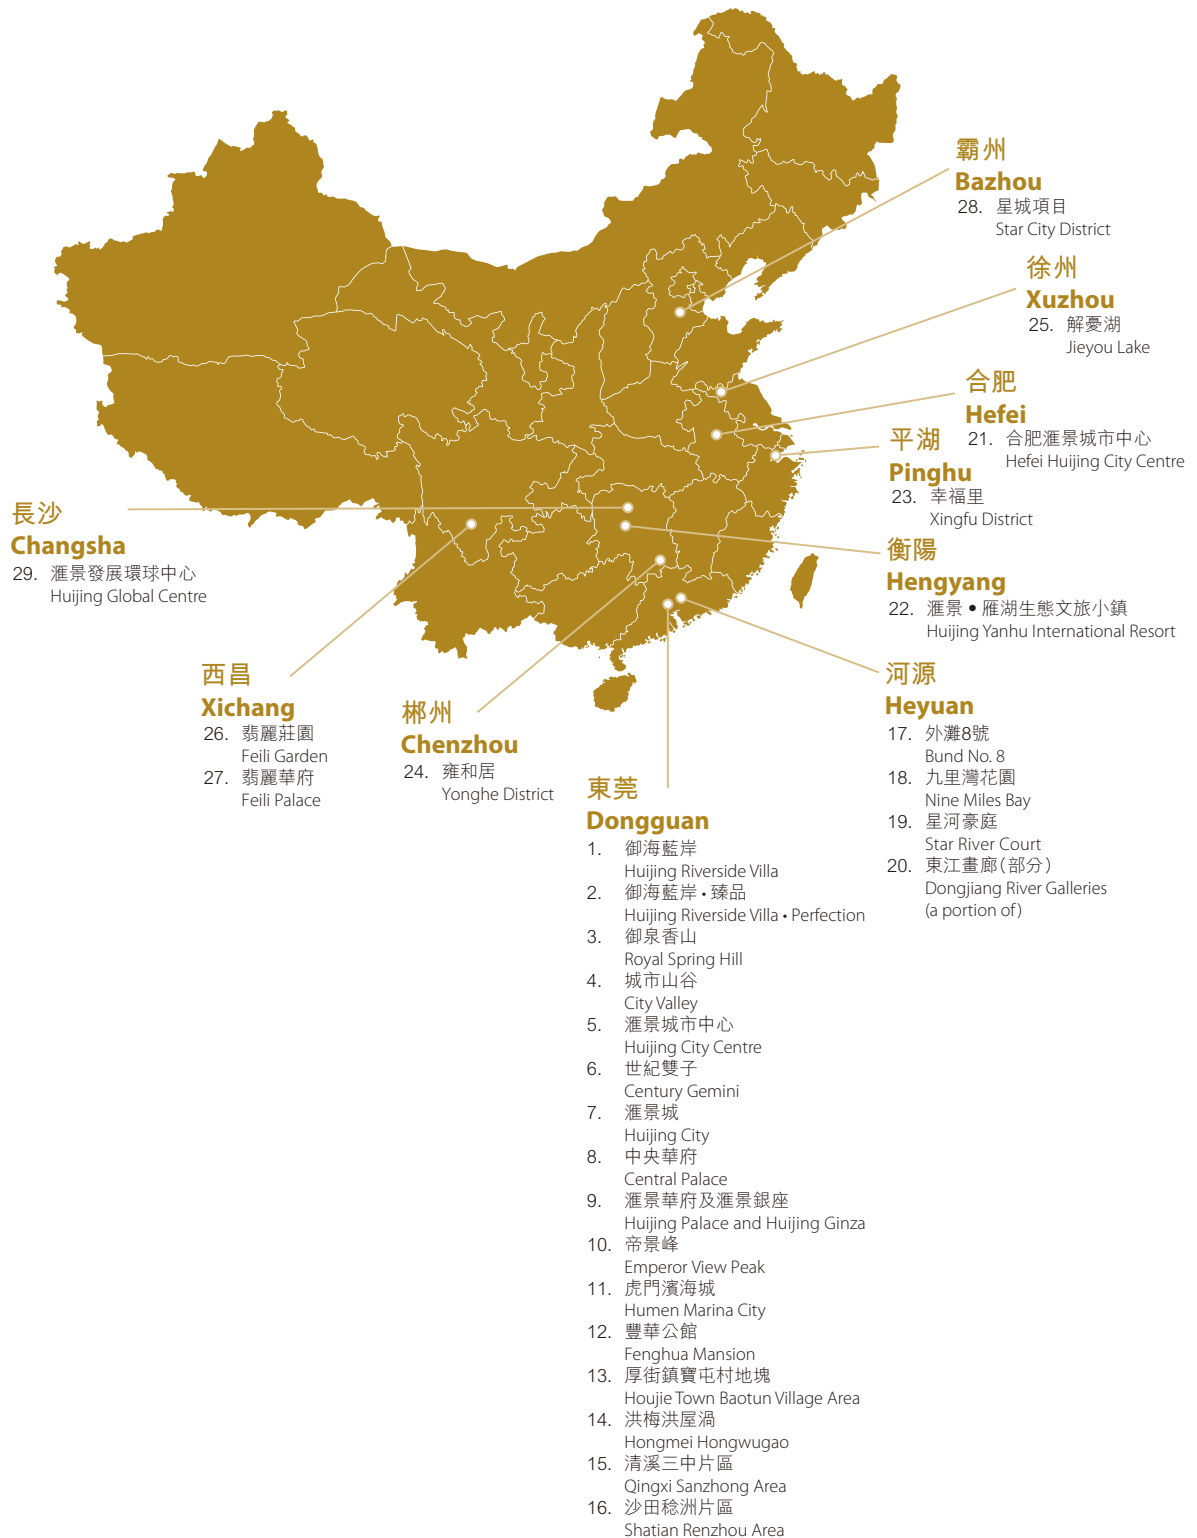 霸州
Bazhou
28. 星城項目
Star City District
徐州
Xuzhou
25. 解憂湖
Jieyou Lake
合肥
Hefei
21. 合肥滙景城市中心
Hefei Huijing City Centre
平湖
Pinghu
23. 幸福里
Xingfu District
長沙
Changsha
29. 滙景發展環球中心
Huijing Global Centre
衡陽
Hengyang
22. 滙景•雁湖生態文旅小鎮
Huijing Yanhu International Resort
西昌
Xichang
26. 翡麗莊園
Feili Garden
27. 翡麗華府
Feili Palace
郴州
Chenzhou
24. 雍和居
Yonghe District
河源
Heyuan
17. 外灘8號
Bund No. 8
18. 九里灣花園
Nine Miles Bay
19. 星河豪庭
Star River Court
20. 東江畫廊(部分)
Dongjiang River Galleries
(a portion of)
東莞
Dongguan
1. 御海藍岸
Huijing Riverside Villa
2. 御海藍岸•臻品
Huijing Riverside Villa • Perfection
3. 御泉香山
Royal Spring Hill
4. 城市山谷
City Valley
5. 滙景城市中心
Huijing City Centre
6. 世紀雙子
Century Gemini
7. 滙景城
Huijing City
8. 中央華府
Central Palace
9. 滙景華府及滙景銀座
Huijing Palace and Huijing Ginza
10. 帝景峰
Emperor View Peak
11. 虎門濱海城
Humen Marina City
12. 豐華公館
Fenghua Mansion
13. 厚街鎮寶屯村地塊
Houjie Town Baotun Village Area
14. 洪梅洪屋渦
Hongmei Hongwugao
15. 清溪三中片區
Qingxi Sanzhong Area
16. 沙田稔洲片區
Shatian Renzhou Area